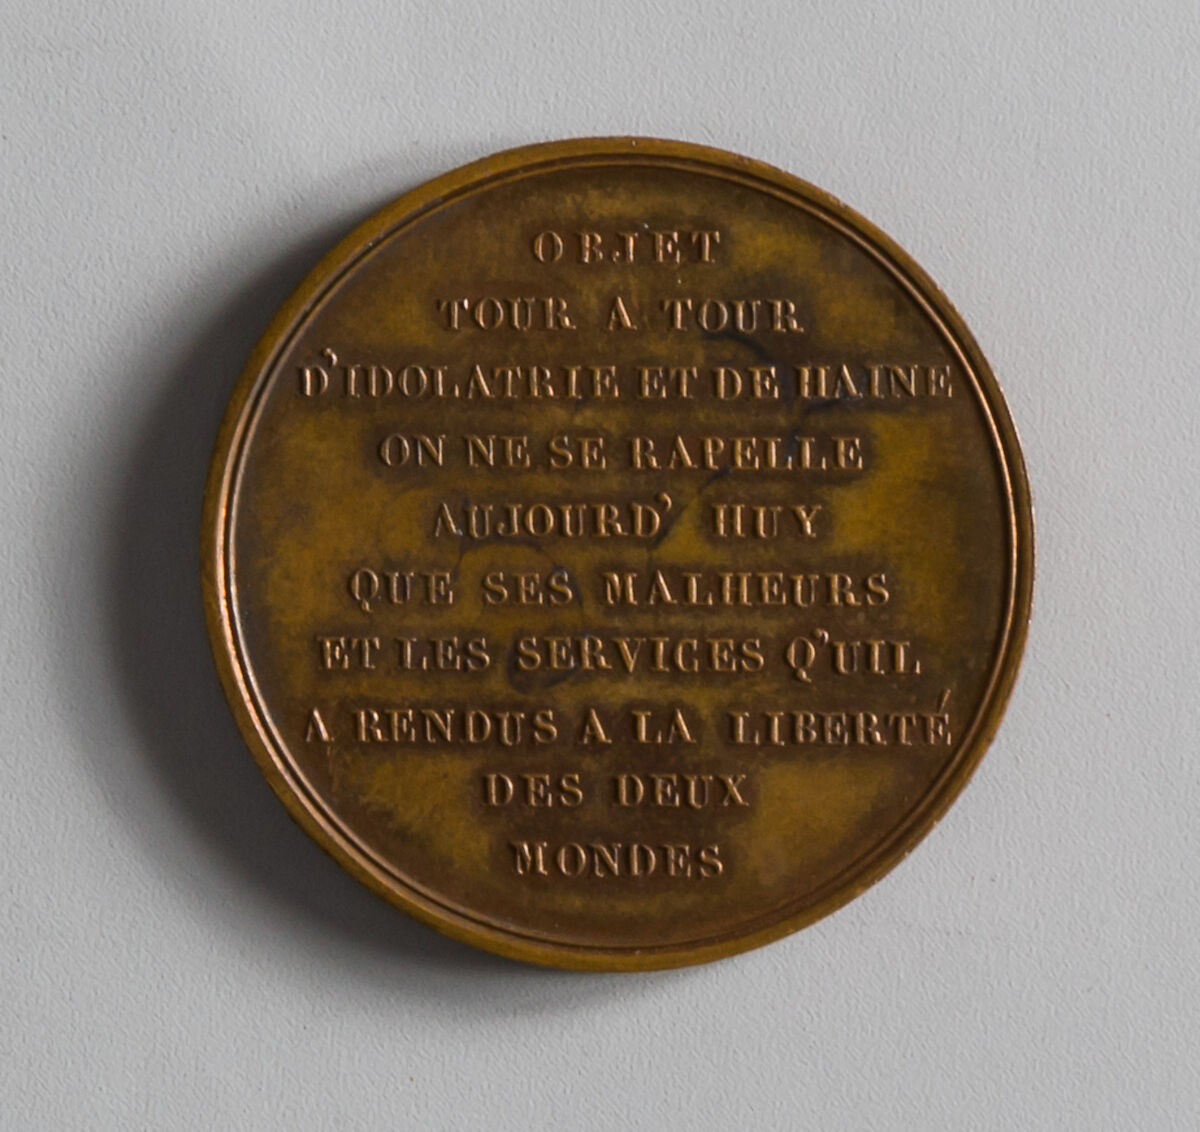 OBJET
TOUR A TOUR
D'IDOLATRIE ET DE HAINE
ON NE SE RAPELLE
AUJOURD' HUY
QUE SES MALHEURS
ET LES SERVICES Q'UIL
A RENDUS A LA LIBERTÉ
DES DEUX
MONDES